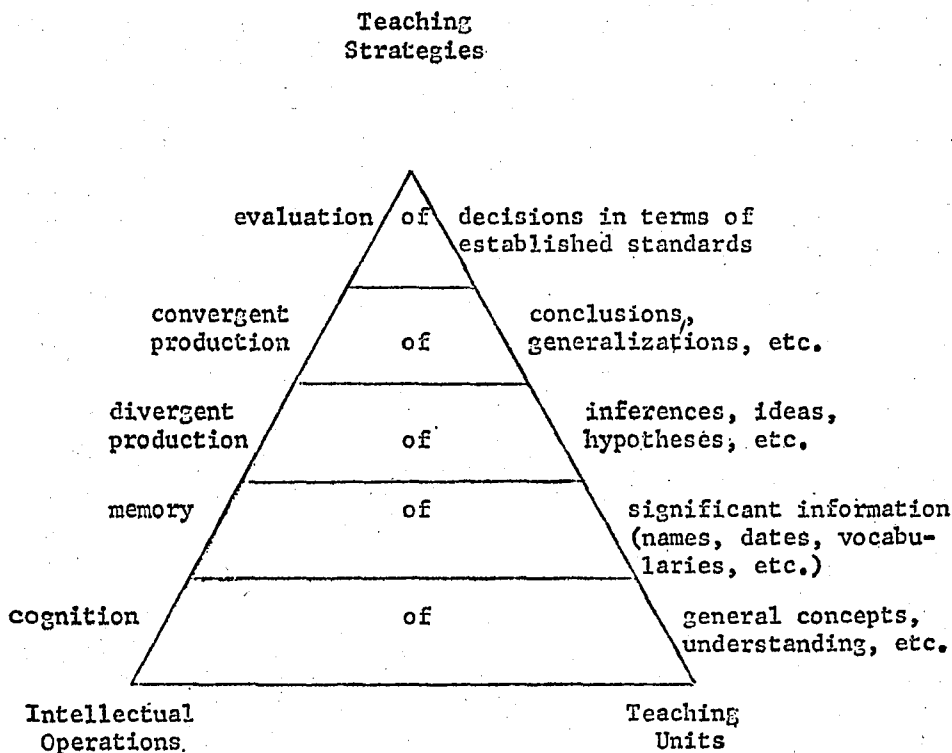 Teaching
Strategies
evaluation of decisions in terms of
established standards
convergent
production
of
conclusions,
generalizations, etc.
divergent
production
of
inferences, ideas,
hypotheses, etc.
memory
of
significant information
(names, dates, vocabu-
laries, etc.)
cognition
of
general concepts,
understanding, etc.
Intellectual
Operations
Teaching
Units